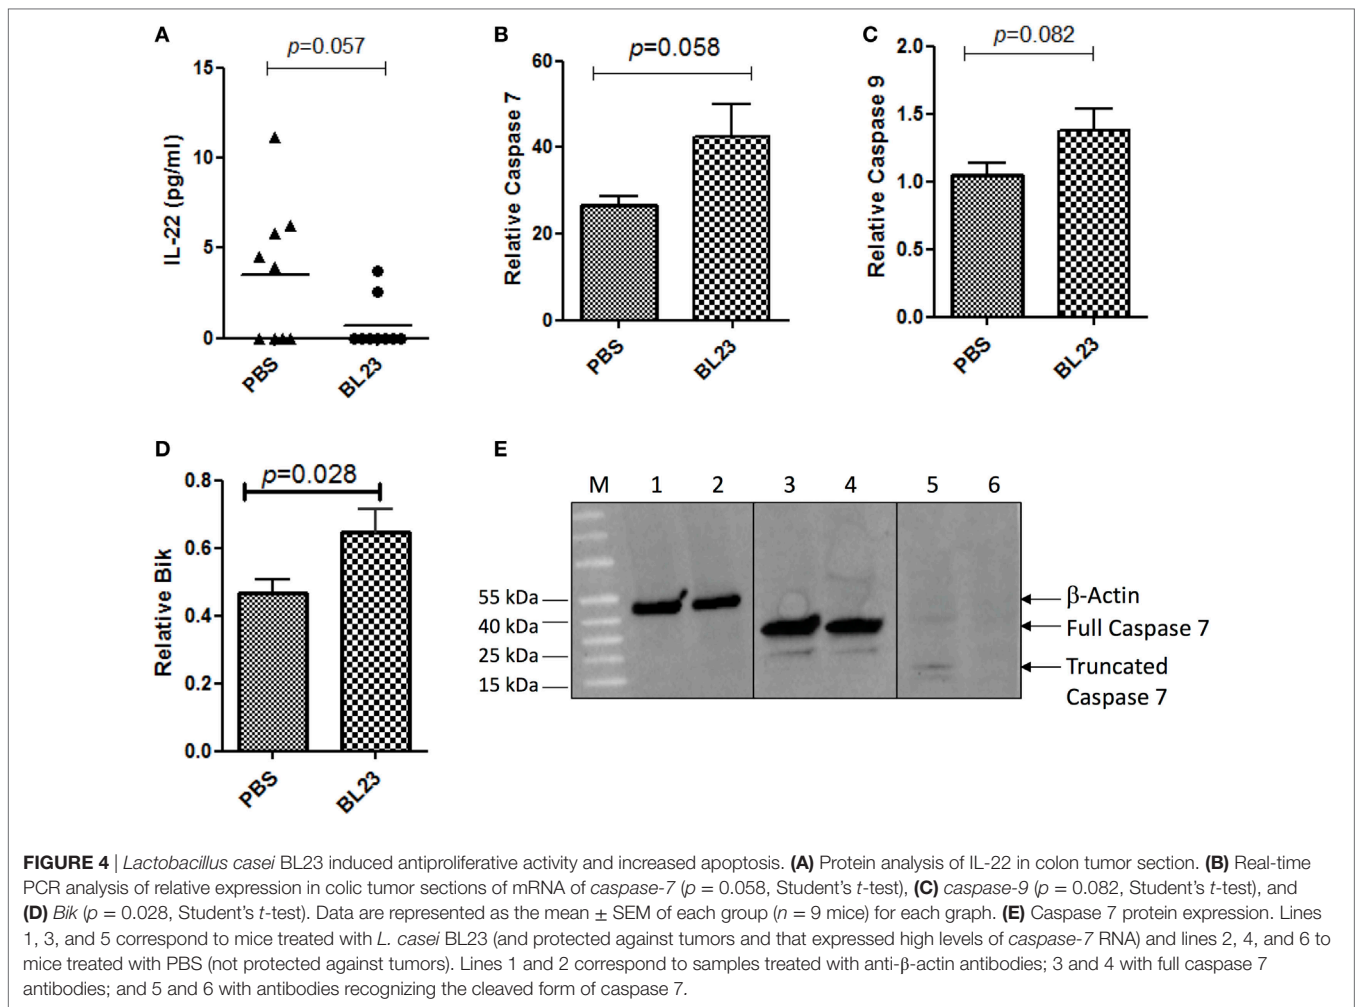 A
p=0.057
15
10
5
0
IL-22 (pg/ml)
PBS
BL23
B
p=0.058
60
40
20
0
Relative Caspase 7
PBS
BL23
C
p=0.082
2.0
1.5
1.0
0.5
0.0
Relative Caspase 9
PBS
BL23
D
p=0.028
0.8
0.6
0.4
0.2
0.0
Relative Bik
PBS
BL23
E
M 1 2 3 4 5 6
55 kDa
40 kDa
25 kDa
15 kDa
β-Actin
Full Caspase 7
Truncated
Caspase 7
FIGURE 4 | Lactobacillus casei BL23 induced antiproliferative activity and increased apoptosis. (A) Protein analysis of IL-22 in colon tumor section. (B) Real-time
PCR analysis of relative expression in colic tumor sections of mRNA of caspase-7 (p = 0.058, Student's t-test), (C) caspase-9 (p = 0.082, Student's t-test), and
(D) Bik (p = 0.028, Student's t-test). Data are represented as the mean ± SEM of each group (n = 9 mice) for each graph. (E) Caspase 7 protein expression. Lines
1, 3, and 5 correspond to mice treated with L. casei BL23 (and protected against tumors and that expressed high levels of caspase-7 RNA) and lines 2, 4, and 6 to
mice treated with PBS (not protected against tumors). Lines 1 and 2 correspond to samples treated with anti-β-actin antibodies; 3 and 4 with full caspase 7
antibodies; and 5 and 6 with antibodies recognizing the cleaved form of caspase 7.